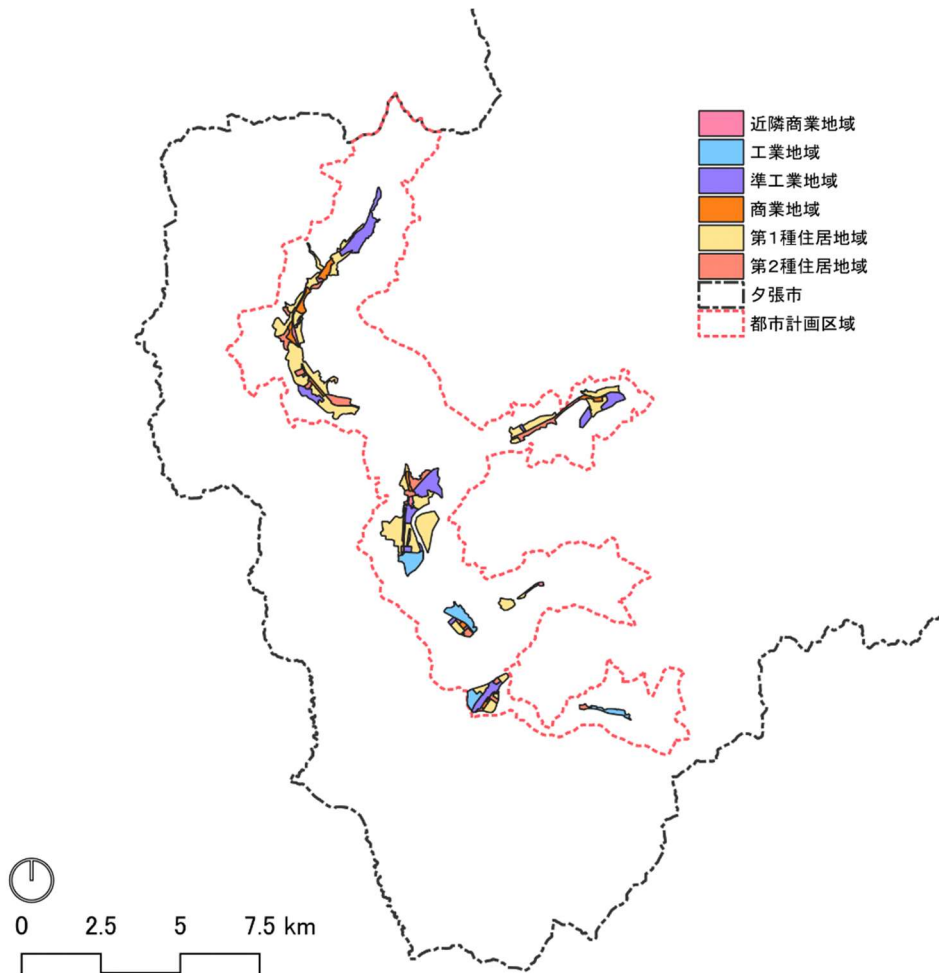 近隣商業地域
工業地域
準工業地域
商業地域
第1種住居地域
第2種住居地域
夕張市
都市計画区域
0 2.5 5 7.5 km